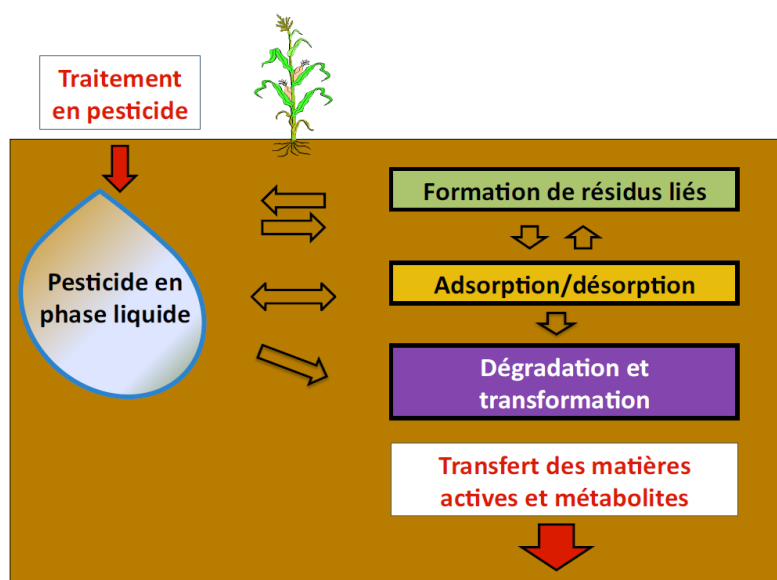 Traitement
en pesticide
Formation de résidus liés
Pesticide en
phase liquide
Adsorption/désorption
Dégradation et
transformation
Transfert des matières
actives et métabolites